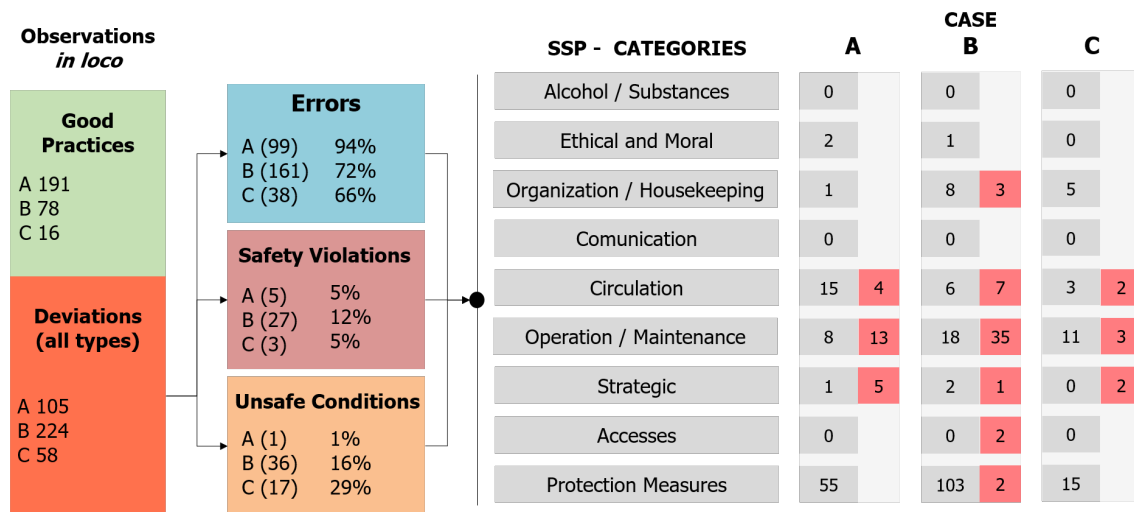 Observations
in loco
Good
Practices
A 191
B 78
C 16
Deviations
(all types)
A 105
B 224
C 58
Errors
A (99) 94%
B (161) 72%
C (38) 66%
Safety Violations
A (5) 5%
B (27) 12%
C (3) 5%
Unsafe Conditions
A (1) 1%
B (36) 16%
C (17) 29%
CASE
SSP - CATEGORIES A B C
Alcohol / Substances 0 0 0
Ethical and Moral 2 1 0
Organization / Housekeeping 1 8 3 5
Comunication 0 0 0
Circulation 15 4 6 7 3 2
Operation / Maintenance 8 13 18 35 11 3
Strategic 1 5 2 1 0 2
Accesses 0 0 2 0
Protection Measures 55 103 2 15